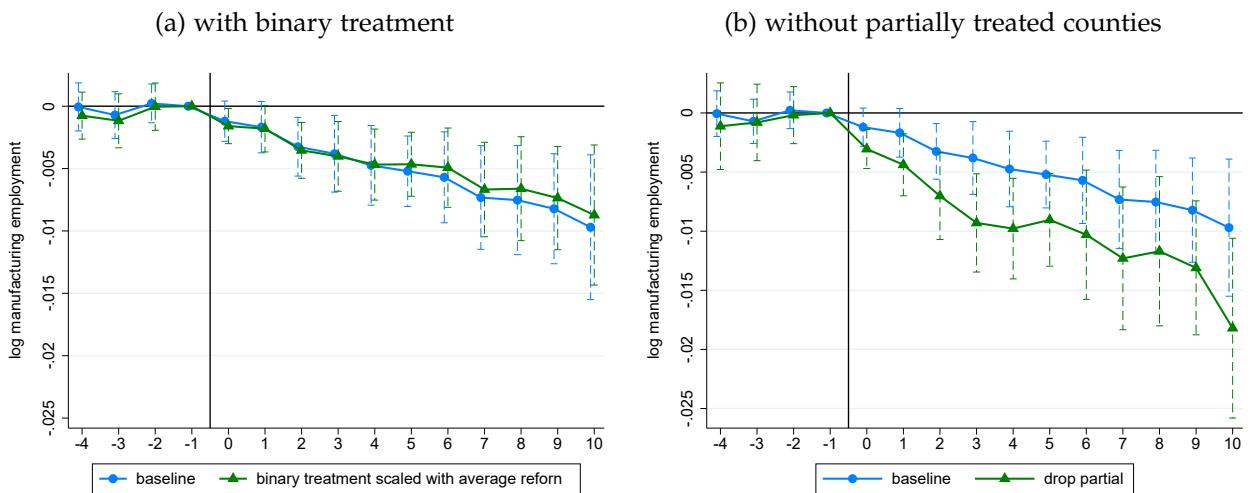 (a) with binary treatment
(b) without partially treated counties
log manufacturing employment
0
-.005
-.01
-.015
-.02
-.025
-4 -3 -2 -1 0 1 2 3 4 5 6 7 8 9 10
baseline binary treatment scaled with average reforn
log manufacturing employment
0
-.005
-.01
-.015
-.02
-.025
-4 -3 -2 -1 0 1 2 3 4 5 6 7 8 9 10
baseline drop partial